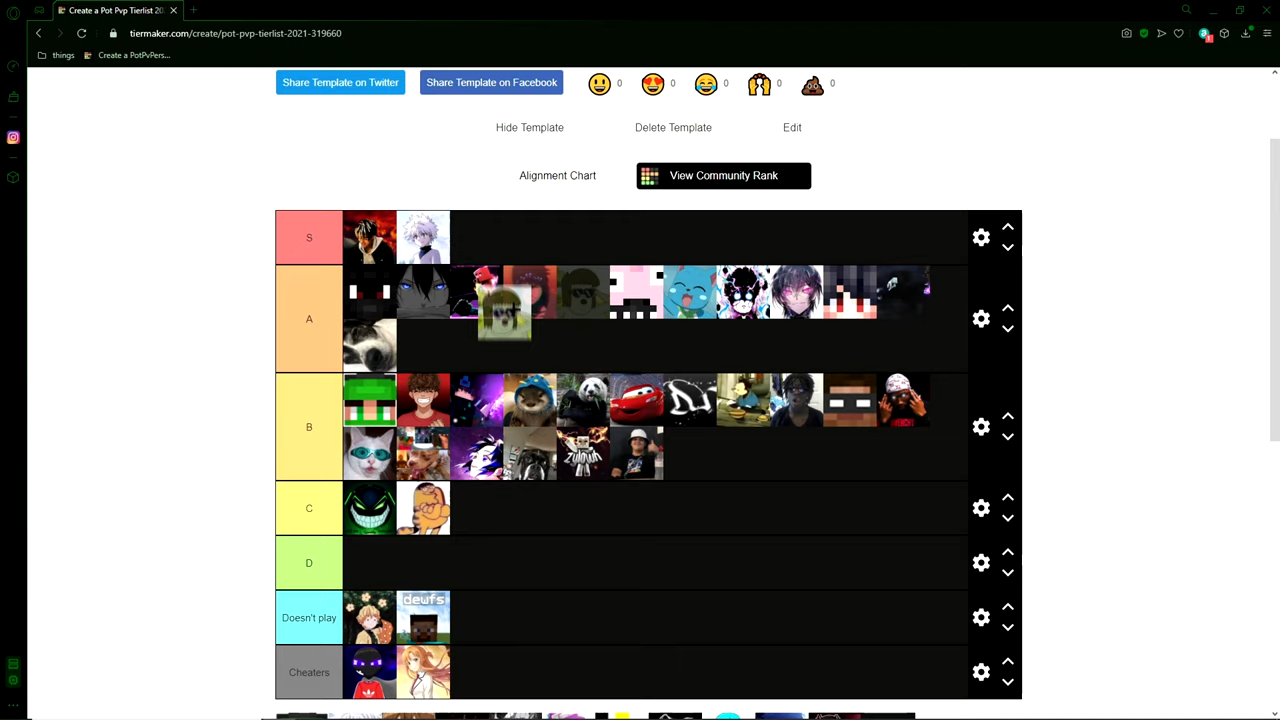 Create a Pot Pvp Tierlist 20
tiermaker.com/create/pot-pvp-tierlist-2021-319660
things
Create a PotPvPers...
Share Template on Twitter
Share Template on Facebook
0
0
0
0
0
Hide Template
Delete Template
Edit
Alignment Chart
View Community Rank
S
A
B
ZULOWN
C
D
Doesn't play
dewfs
Cheaters